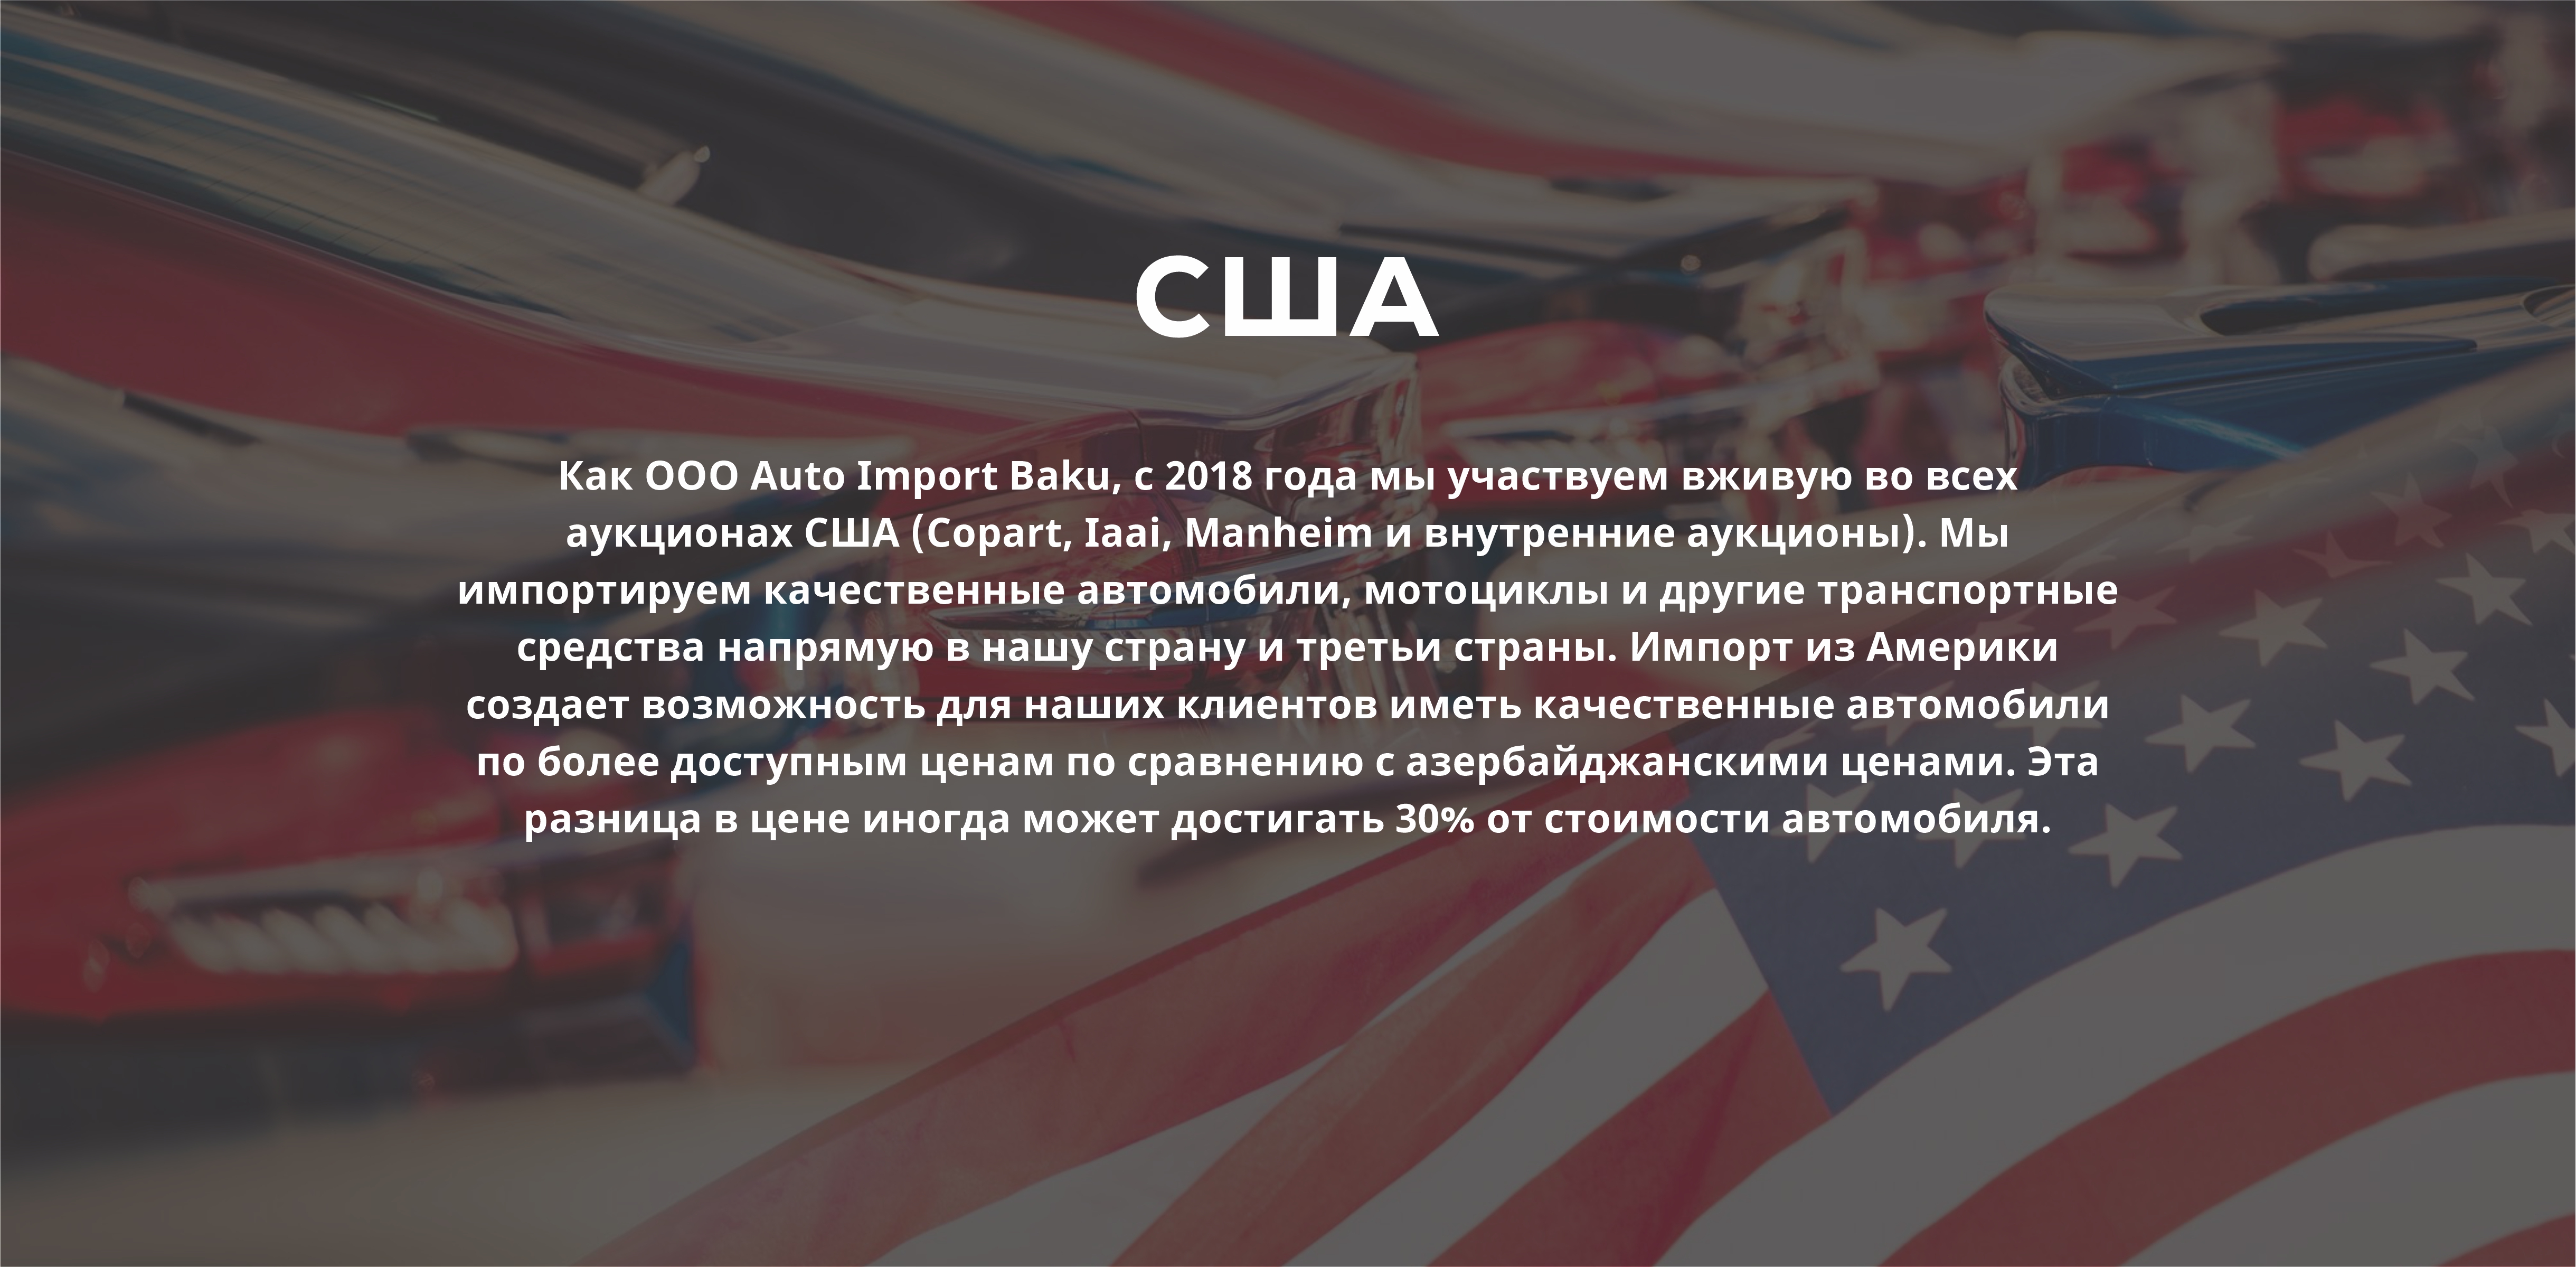 США
Как ООО Auto Import Baku, с 2018 года мы участвуем вживую во всех
аукционах США (Copart, Iaai, Manheim и внутренние аукционы). Мы
импортируем качественные автомобили, мотоциклы и другие транспортные
средства напрямую в нашу страну и третьи страны. Импорт из Америки
создает возможность для наших клиентов иметь качественные автомобили
по более доступным ценам по сравнению с азербайджанскими ценами. Эта
разница в цене иногда может достигать 30% от стоимости автомобиля.